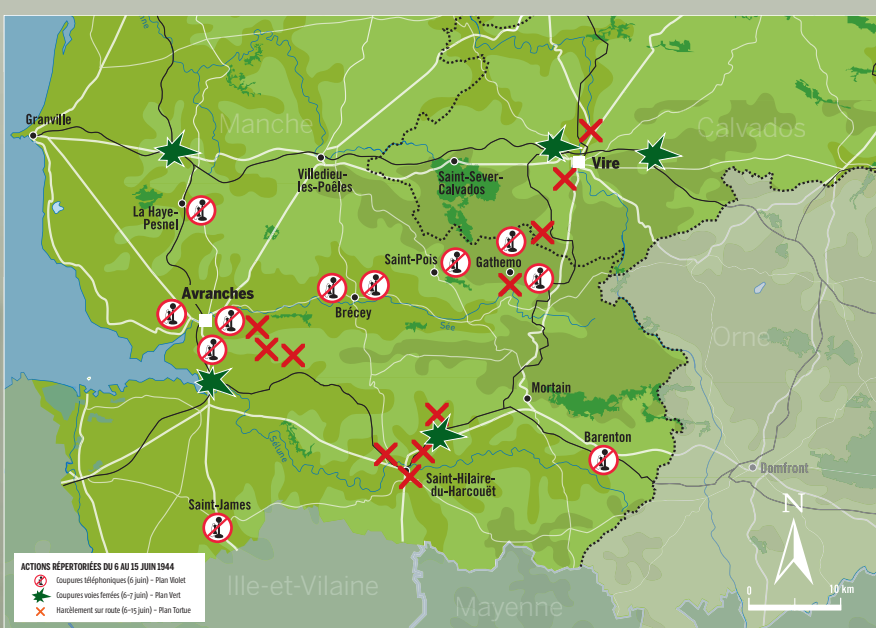 Granville
Manche
Calvados
Villedieu-
les-Poêles
Saint-Sever-
Calvados
Vire
La Haye-
Pesnel
Saint-Pois
Gathemo
Avranches
Brécey
Sée
Orne
Mortain
Barenton
Sélune
Saint-Hilaire-
du-Harcouët
Domfront
Saint-James
N
0
10 km
Ille-et-Vilaine
Mayenne
ACTIONS RÉPERTORIÉES DU 6 AU 15 JUIN 1944
Coupures téléphoniques (6 juin) – Plan Violet
Coupures voies ferrées (6-7 juin) – Plan Vert
Harcèlement sur route (6-15 juin) – Plan Tortue